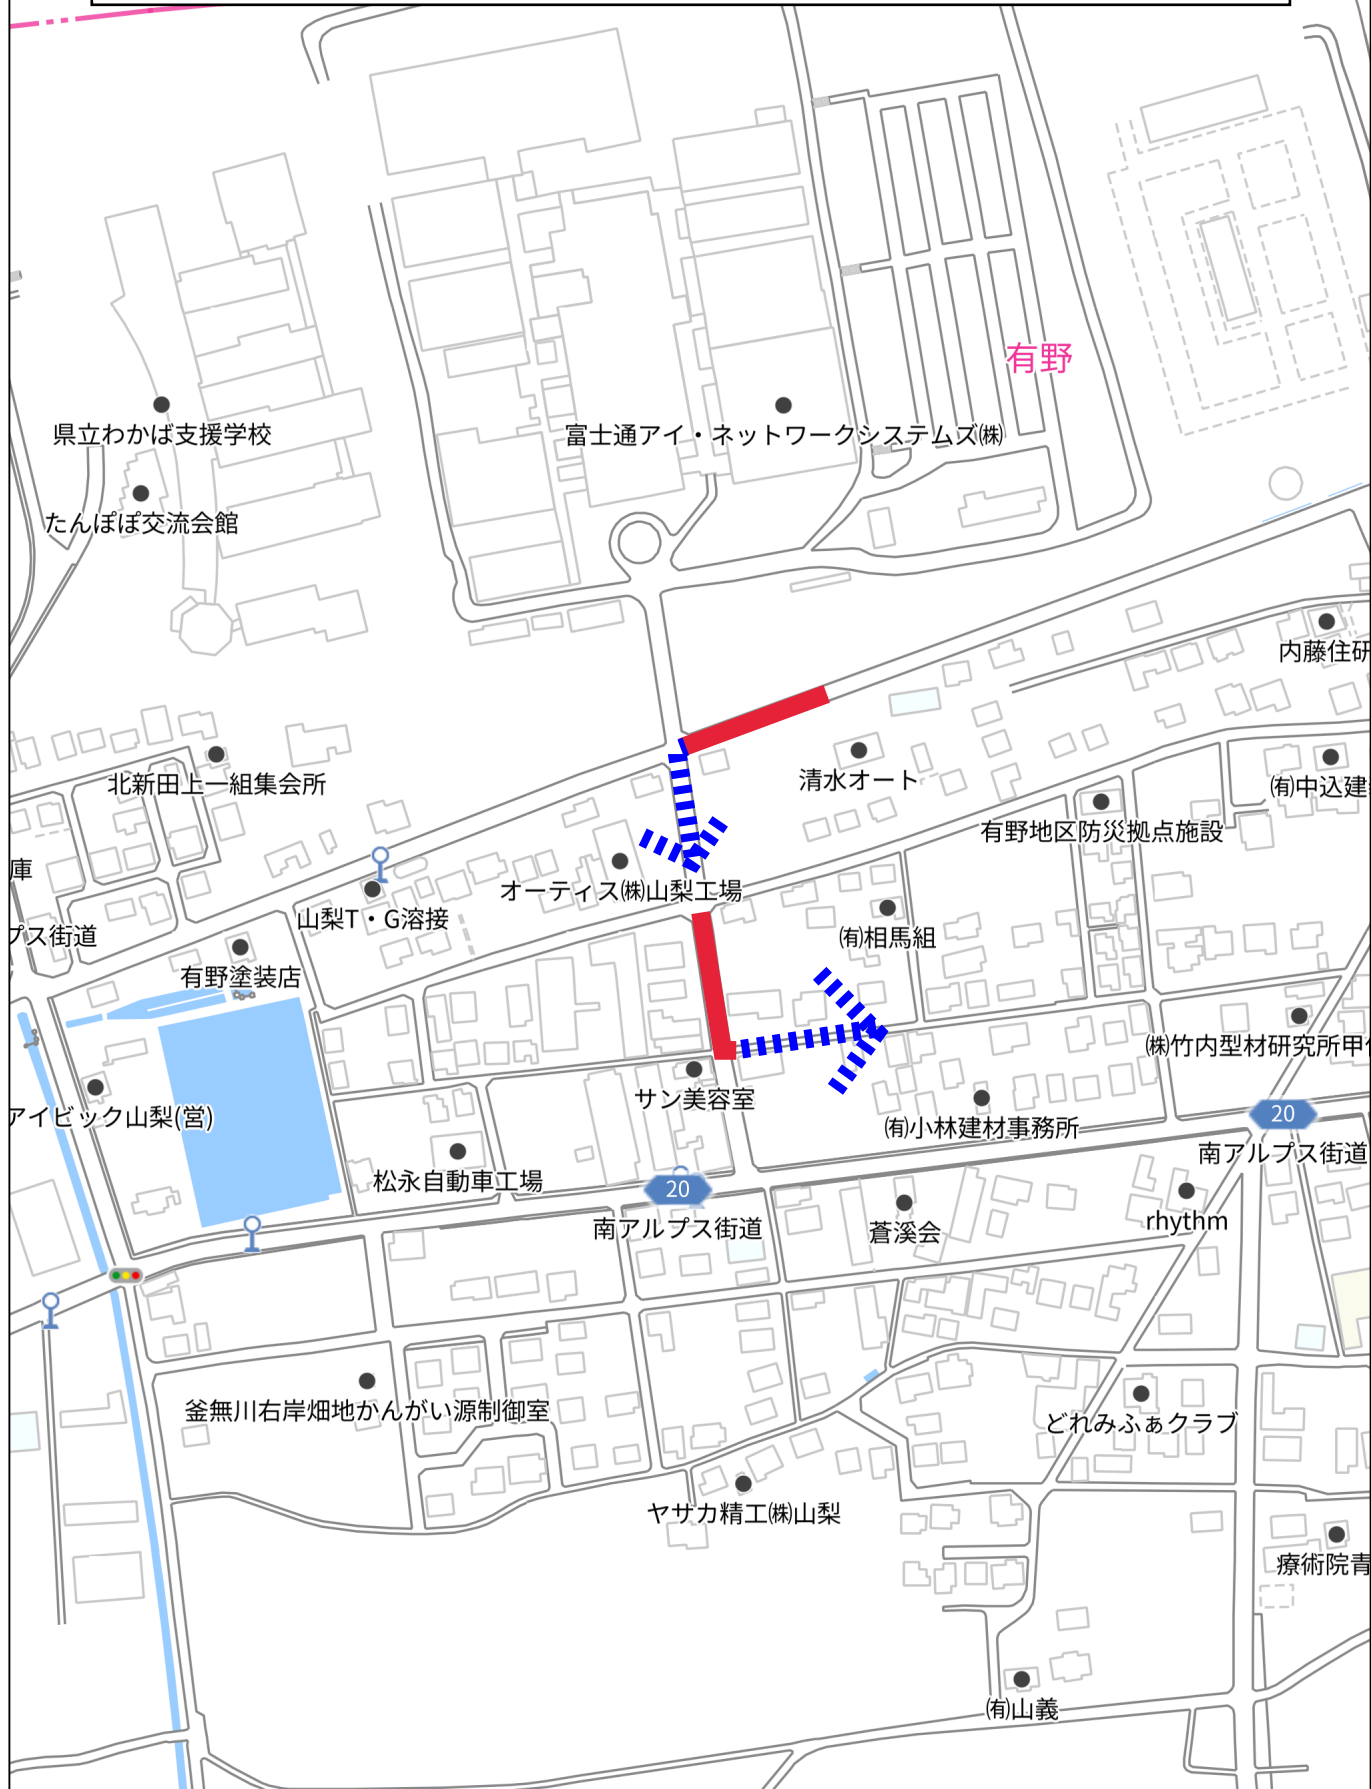 有野
県立わかば支援学校
富士通アイ・ネットワークシステムズ㈱
たんぽぽ交流会館
内藤住研
北新田上一組集会所
清水オート
㈲中込建
有野地区防災拠点施設
庫
オーティス㈱山梨工場
山梨T・G溶接
プス街道
㈲相馬組
有野塗装店
㈱竹内型材研究所甲
サン美容室
アイビック山梨(営)
㈲小林建材事務所
20
南アルプス街道
松永自動車工場
20
南アルプス街道
蒼溪会
rhythm
釜無川右岸畑地かんがい源制御室
どれみふぁクラブ
ヤサカ精工㈱山梨
療術院青
㈲山義